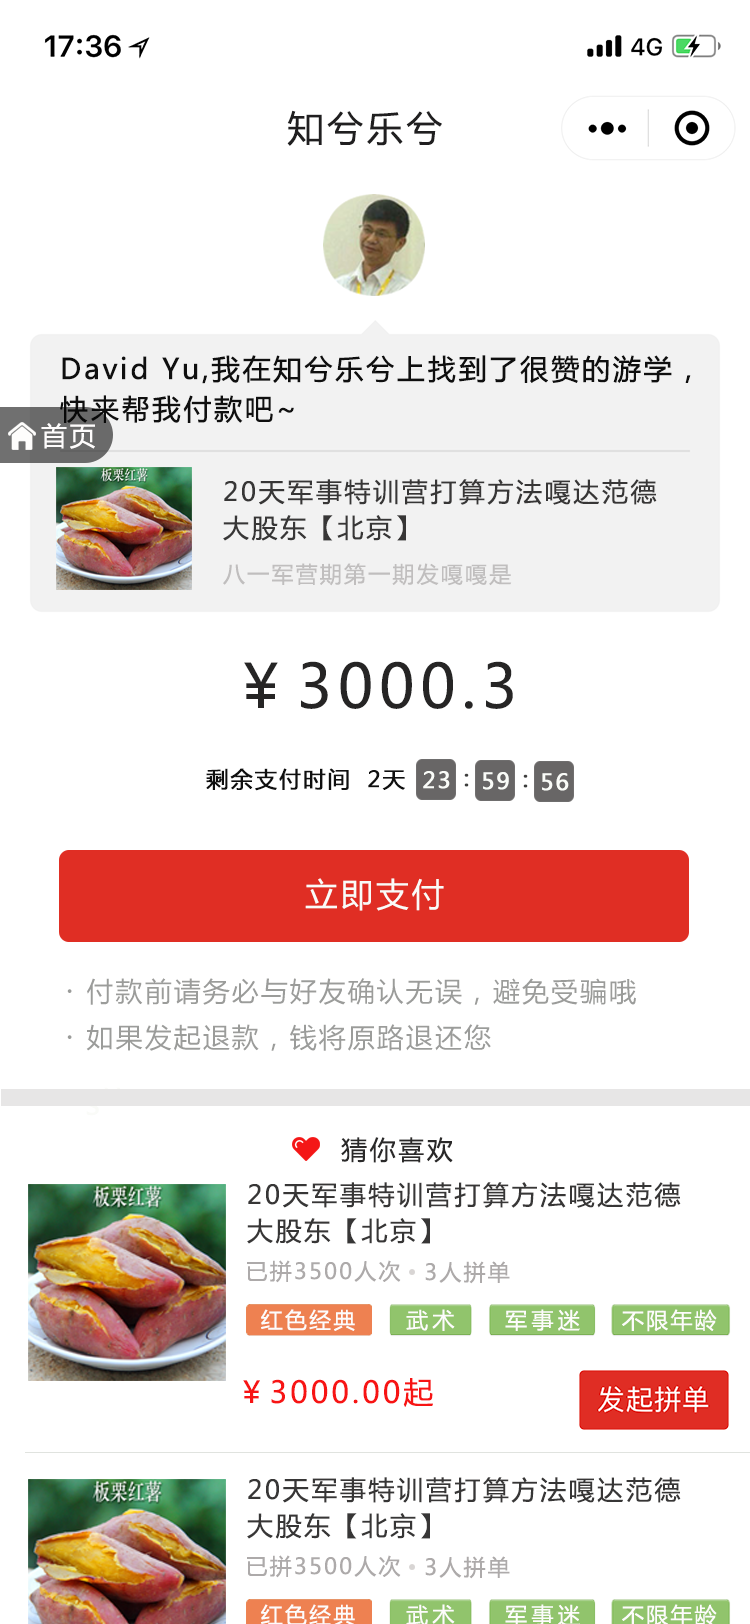 17:36
4G
知兮乐兮
David Yu,我在知兮乐兮上找到了很赞的游学，
快来帮我付款吧~
首页
板栗红薯
20天军事特训营打算方法嘎达范德
大股东【北京】
八一军营期第一期发嘎嘎是
¥ 3000.3
剩余支付时间 2天 23 : 59 : 56
立即支付
· 付款前请务必与好友确认无误，避免受骗哦
· 如果发起退款，钱将原路退还您
猜你喜欢
板栗红薯
20天军事特训营打算方法嘎达范德
大股东【北京】
已拼3500人次 • 3人拼单
红色经典 武术 军事迷 不限年龄
¥ 3000.00起
发起拼单
板栗红薯
20天军事特训营打算方法嘎达范德
大股东【北京】
已拼3500人次 • 3人拼单
红色经典 武术 军事迷 不限年龄